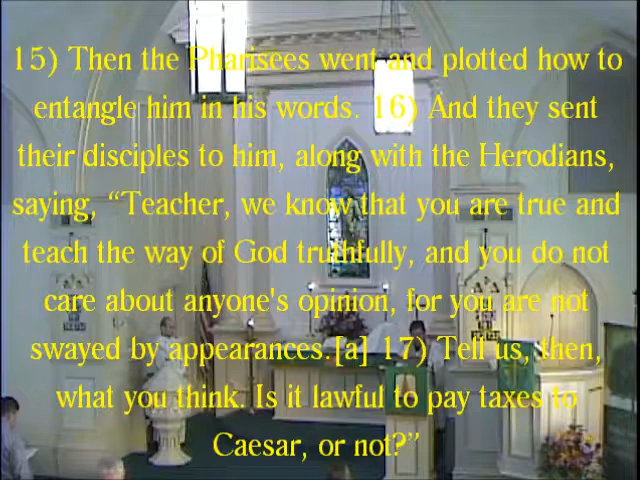 15) Then the Pharisees went and plotted how to
entangle him in his words. 16) And they sent
their disciples to him, along with the Herodians,
saying, “Teacher, we know that you are true and
teach the way of God truthfully, and you do not
care about anyone's opinion, for you are not
swayed by appearances.[a] 17) Tell us, then,
what you think. Is it lawful to pay taxes to
Caesar, or not?”